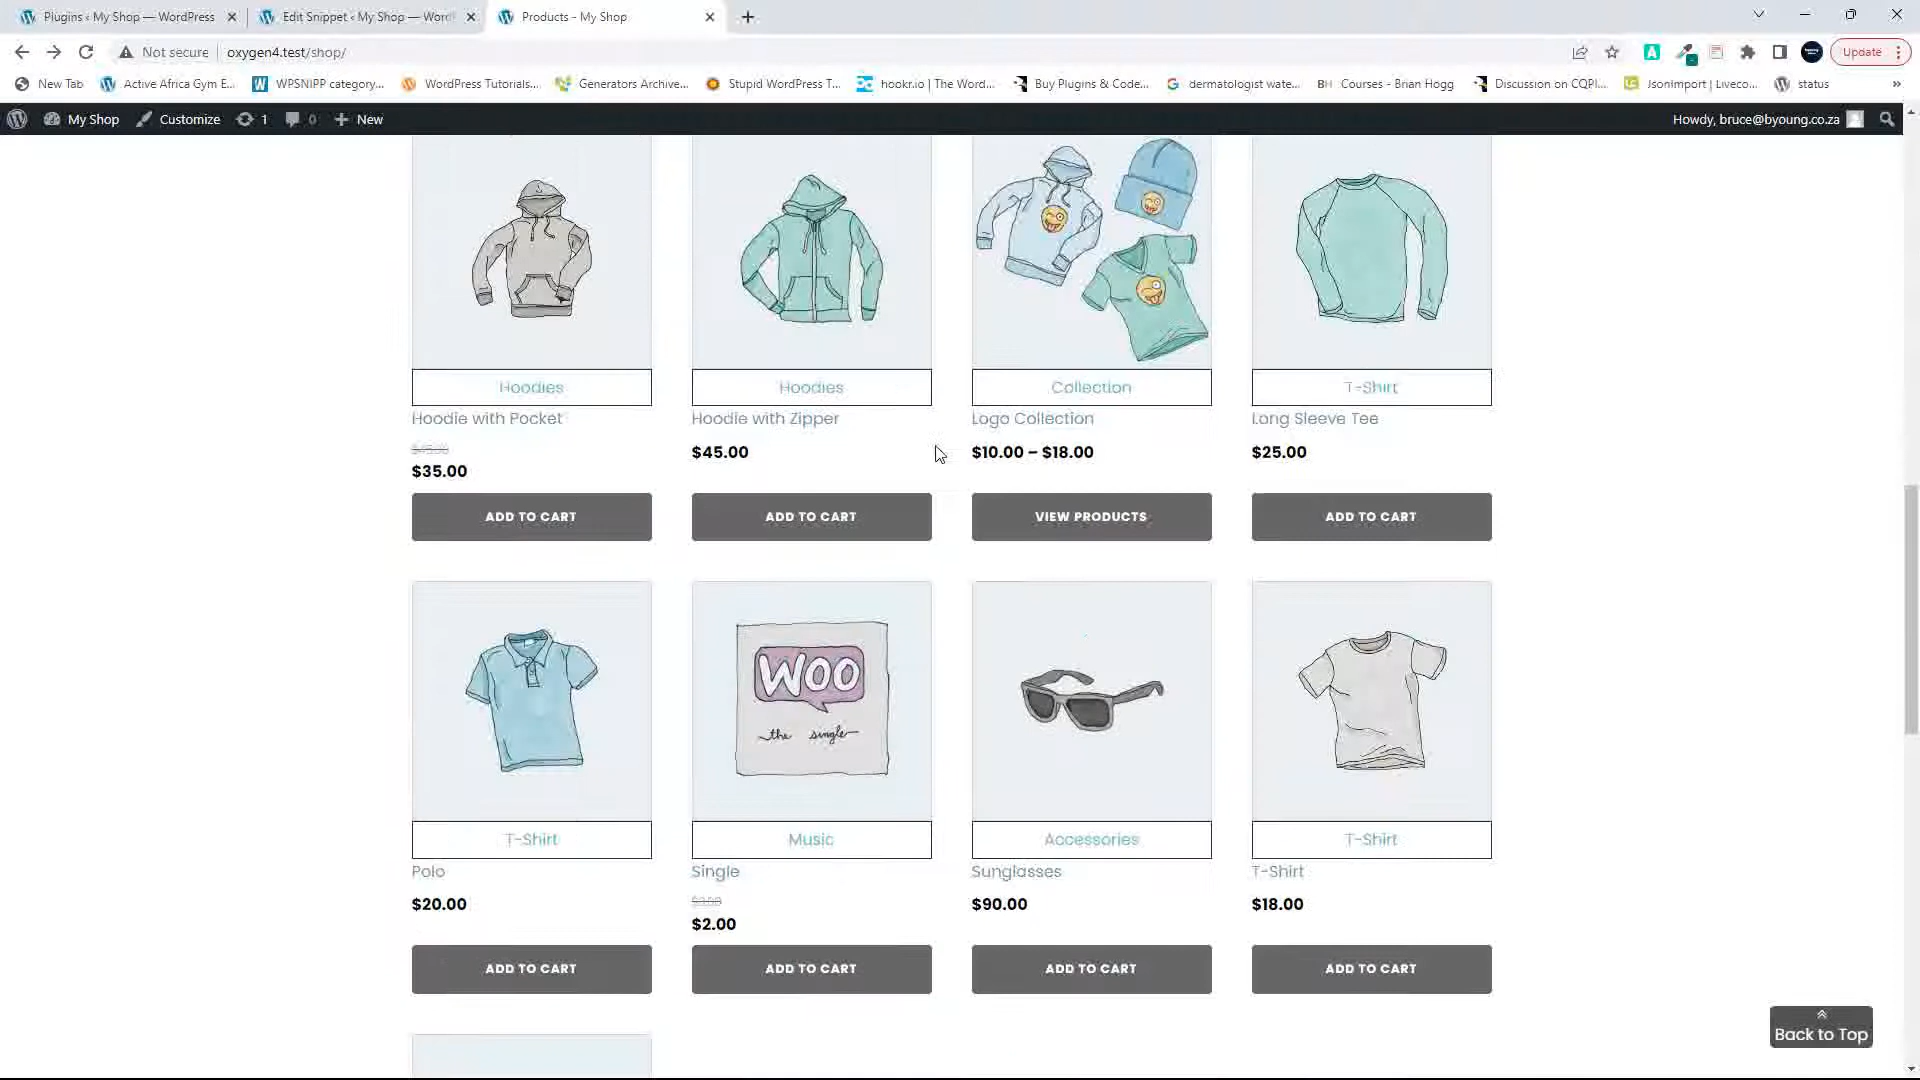 Plugins ‹ My Shop — WordPress
Edit Snippet ‹ My Shop — Word
Products – My Shop
Not secure
oxygen4.test/shop/
Update
New Tab
Active Africa Gym E...
WPSNIPP category...
WordPress Tutorials...
Generators Archive...
Stupid WordPress T...
hookr.io | The Word...
Buy Plugins & Code...
dermatologist wate...
BH Courses - Brian Hogg
Discussion on CQPI...
Jsonimport | Liveco...
status
»
My Shop
Customize
1
0
New
Howdy, bruce@byoung.co.za
Hoodies
Hoodies
Collection
T-Shirt
Hoodie with Pocket
Hoodie with Zipper
Logo Collection
Long Sleeve Tee
$45.00
$35.00
$45.00
$10.00 – $18.00
$25.00
ADD TO CART
ADD TO CART
VIEW PRODUCTS
ADD TO CART
WOO
the single
T-Shirt
Music
Accessories
T-Shirt
Polo
Single
Sunglasses
T-Shirt
$20.00
$3.00
$2.00
$90.00
$18.00
ADD TO CART
ADD TO CART
ADD TO CART
ADD TO CART
Back to Top